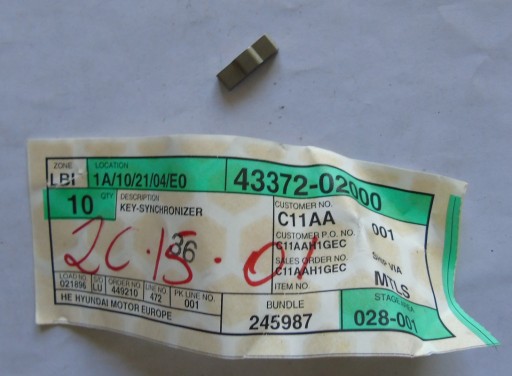 ZONE LOCATION
LBI 1A/10/21/04/E0 43372-02000
QTY DESCRIPTION CUSTOMER NO.
10 KEY-SYNCHRONIZER C11AA 001
CUSTOMER P.O. NO.
36 C11AAH1GEC
SALES ORDER NO. SHIP VIA
C11AAH1GEC MTLS
ITEM NO
LOAD NO ORDER NO LINE NO. PK LINE NO.
021896 LU 449210 472 001
HE HYUNDAI MOTOR EUROPE
BUNDLE STAGE AREA
245987 028-001
2C.15.01